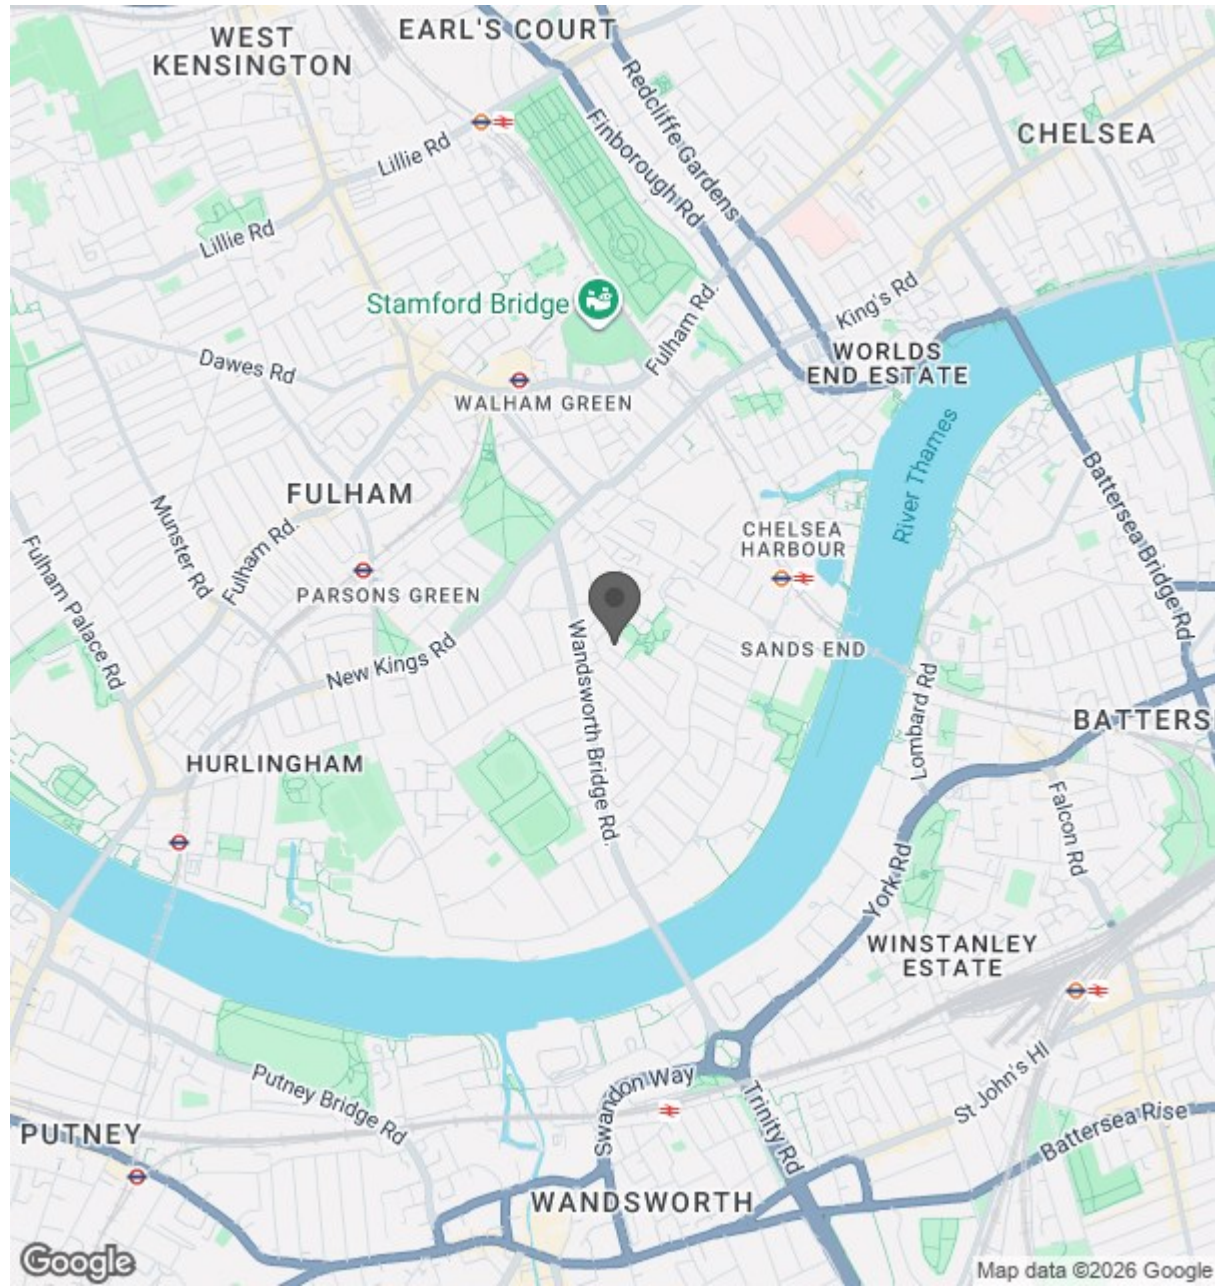 WEST
KENSINGTON
EARL'S COURT
Redcliffe Gardens
Finborough Rd
CHELSEA
Lillie Rd
Lillie Rd
Stamford Bridge
Fulham Rd.
King's Rd
WORLDS
END ESTATE
Dawes Rd
WALHAM GREEN
River Thames
Battersea Bridge Rd
FULHAM
Munster Rd
Fulham Rd.
Fulham Palace Rd
CHELSEA
HARBOUR
PARSONS GREEN
New Kings Rd
Wandsworth Bridge Rd.
SANDS END
Lombard Rd
BATTERS
HURLINGHAM
Falcon Rd
York Rd
WINSTANLEY
ESTATE
Putney Bridge Rd
Swandon Way
Trinity Rd
St John's Hl
Battersea Rise
PUTNEY
WANDSWORTH
Google
Map data ©2026 Google